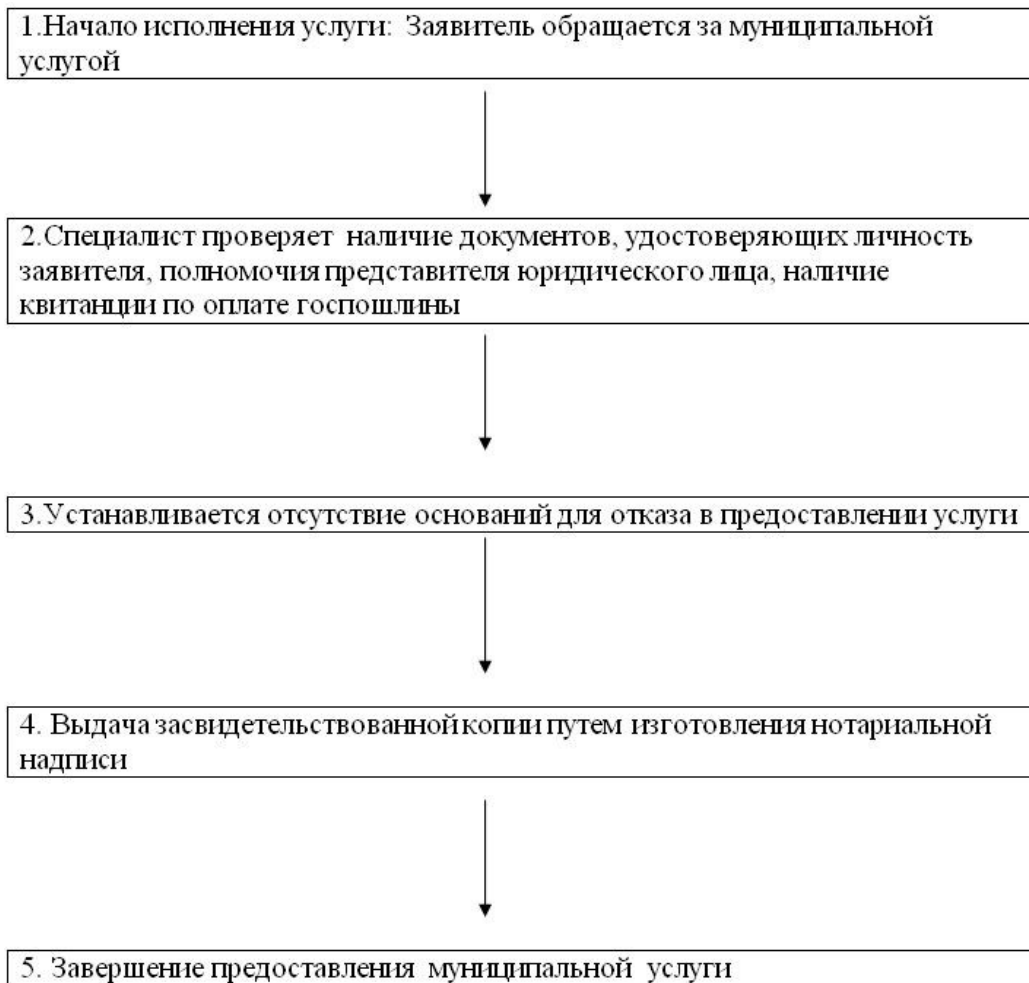 1.Начало исполнения услуги: Заявитель обращается за муниципальной
услугой
2.Специалист проверяет наличие документов, удостоверяющих личность
заявителя, полномочия представителя юридического лица, наличие
квитанции по оплате госпошлины
3.Устанавливается отсутствие оснований для отказа в предоставлении услуги
4. Выдача засвидетельствованной копии путем изготовления нотариальной
надписи
5. Завершение предоставления муниципальной услуги